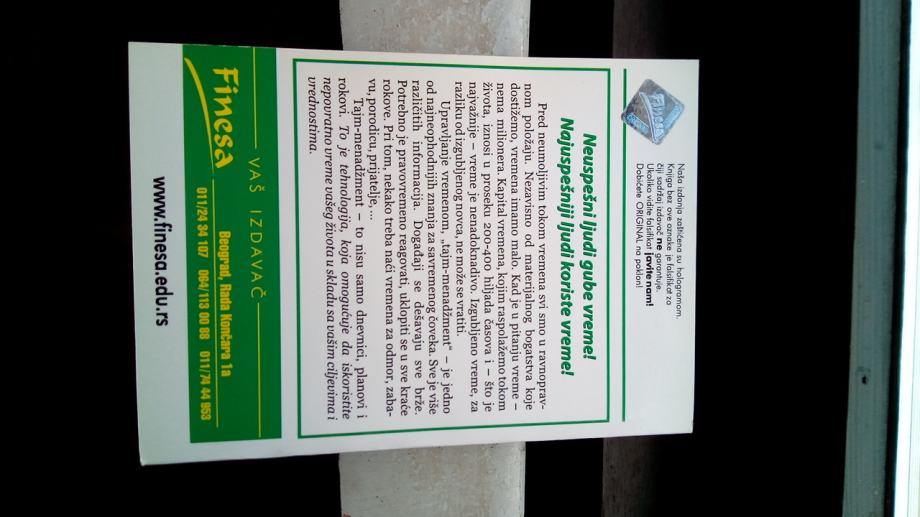 Naša izdanja zaštićena su hologramom.
Knjiga bez ove oznake je falsifikat za
čiji sadržaj izdavač ne garantuje.
Ukoliko vidite falsifikat javite nam!
Dobićete ORIGINAL na poklon!
Finesa
Neuspešni ljudi gube vreme!
Najuspešniji ljudi koriste vreme!
Pred neumoljivim tokom vremena svi smo u ravnoprav-
nom položaju. Nezavisno od materijalnog bogatstva koje
dostižemo, vremena imamo malo. Kad je u pitanju vreme –
nema milionera. Kapital vremena, kojim raspolažemo tokom
života, iznosi u proseku 200-400 hiljada časova i – što je
najvažnije – vreme je nenadoknadivo. Izgubljeno vreme, za
razliku od izgubljenog novca, ne može se vratiti.
Upravljanje vremenom, „tajm-menadžment“ – je jedno
od najneophodnijih znanja za savremenog čoveka. Sve je više
različitih informacija. Događaji se dešavaju sve brže.
Potrebno je pravovremeno reagovati, uklopiti se u sve kraće
rokove. Pri tom, nekako treba naći vremena za odmor, zaba-
vu, porodicu, prijatelje,...
Tajm-menadžment – to nisu samo dnevnici, planovi i
rokovi. To je tehnologija, koja omogućuje da iskoristite
nepovratno vreme vašeg života u skladu sa vašim ciljevima i
vrednostima.
VAŠ IZDAVAČ
Finesa
Beograd, Rada Končara 1a
011/24 34 107 064/113 00 88 011/74 44 953
www.finesa.edu.rs